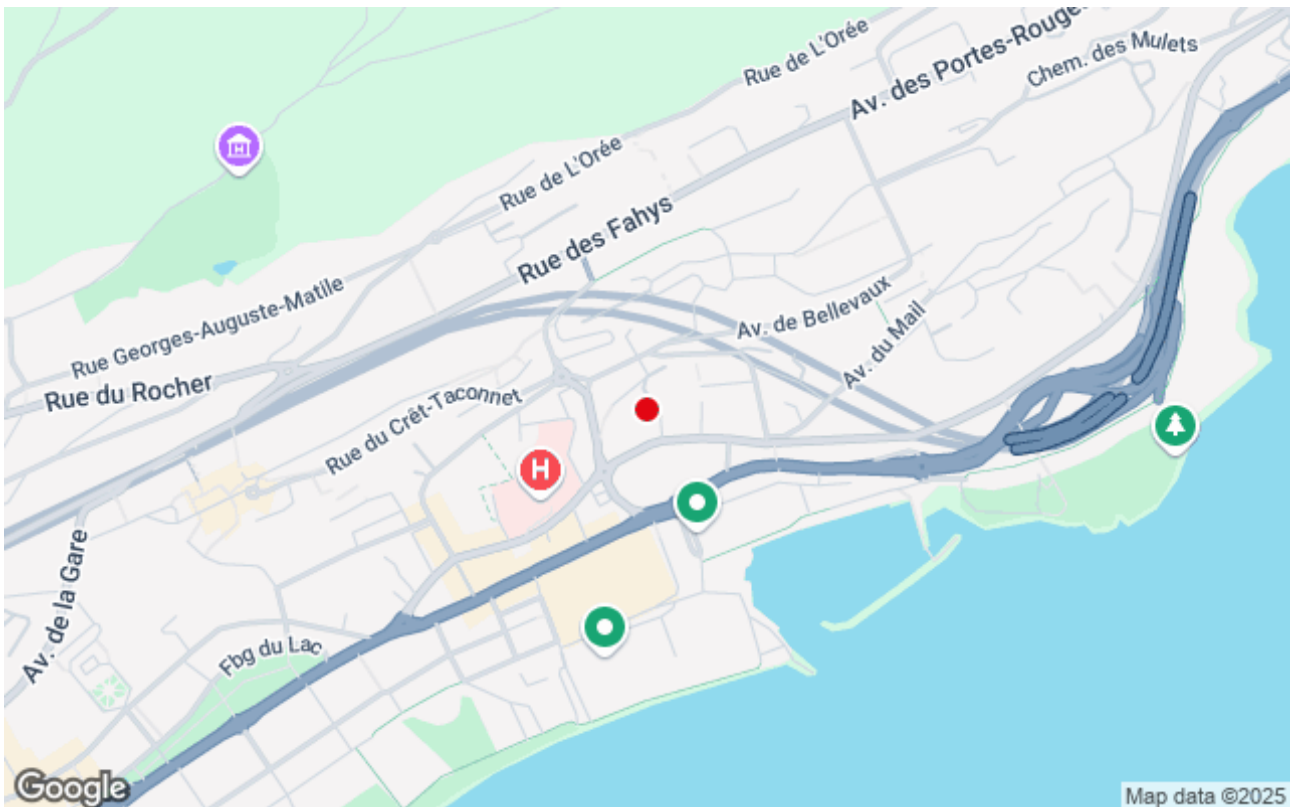 Rue de L'Orée
Av. des Portes-Rouge
Chem. des Mulets
Rue de L'Orée
Rue des Fahys
Rue Georges-Auguste-Matile
Av. de Bellevaux
Av. du Mail
Rue du Rocher
Rue du Crêt-Taconnet
H
Av. de la Gare
Fbg du Lac
Google
Map data ©2025